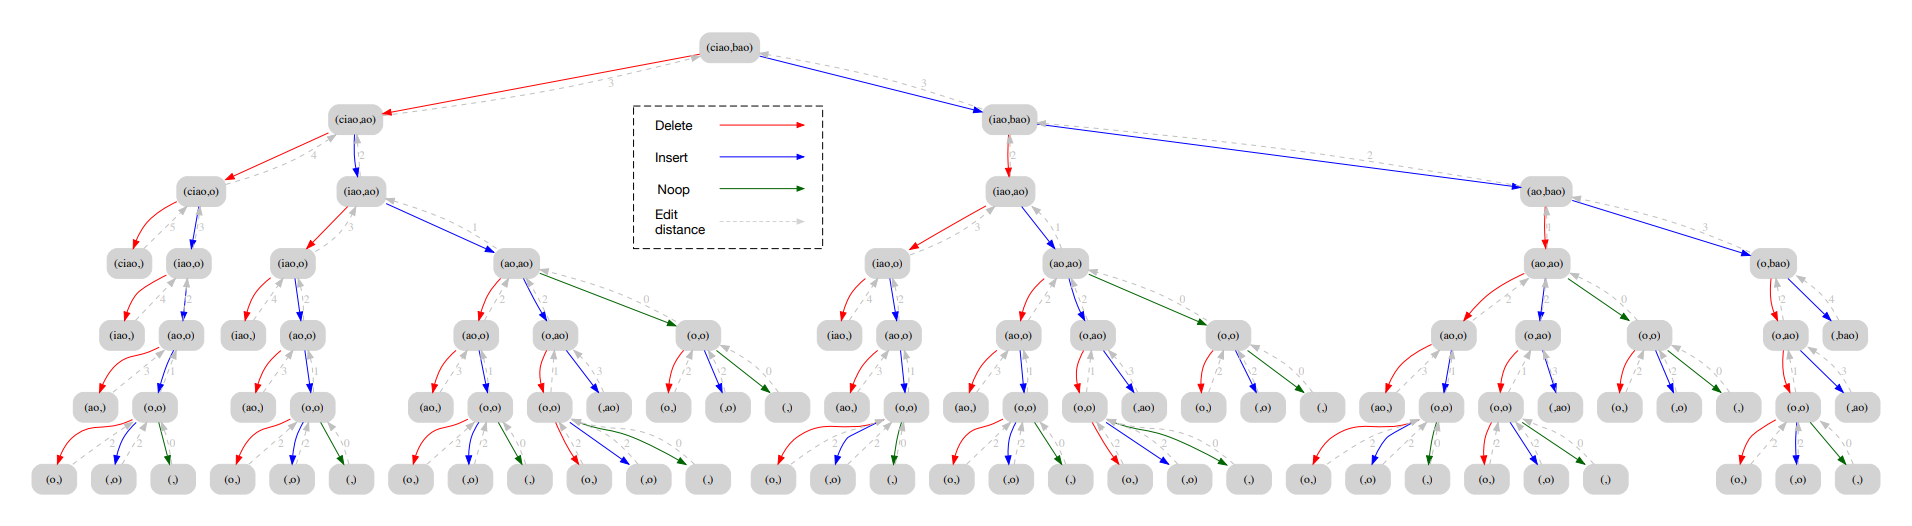 (ciao,bao)
3 3
(ciao,ao) (iao,bao)
Delete
Insert
Noop
Edit
distance
4 2 2 2
(ciao,o) (iao,ao) (iao,ao) (ao,bao)
5 3 3 1 3 1 1 3
(ciao,) (iao,o) (iao,o) (ao,ao) (iao,o) (ao,ao) (ao,ao) (o,bao)
4 2 4 2 2 2 0 4 2 2 2 0 2 2 0 2 4
(iao,) (ao,o) (iao,) (ao,o) (ao,o) (o,ao) (o,o) (iao,) (ao,o) (ao,o) (o,ao) (o,o) (ao,o) (o,ao) (o,o) (o,ao) (,bao)
3 1 3 1 3 1 1 3 2 2 0 3 1 3 1 1 3 2 2 0 3 1 1 3 2 2 0 1 3
(ao,) (o,o) (ao,) (o,o) (ao,) (o,o) (o,o) (,ao) (o,) (,o) (,) (ao,) (o,o) (ao,) (o,o) (o,o) (,ao) (o,) (,o) (,) (ao,) (o,o) (o,o) (,ao) (o,) (,o) (,) (o,o) (,ao)
2 2 0 2 2 0 2 2 0 2 2 0 2 2 0 2 2 0 2 2 0 2 2 0 2 2 0 2 2 0
(o,) (,o) (,) (o,) (,o) (,) (o,) (,o) (,) (o,) (,o) (,) (o,) (,o) (,) (o,) (,o) (,) (o,) (,o) (,) (o,) (,o) (,) (o,) (,o) (,) (o,) (,o) (,)